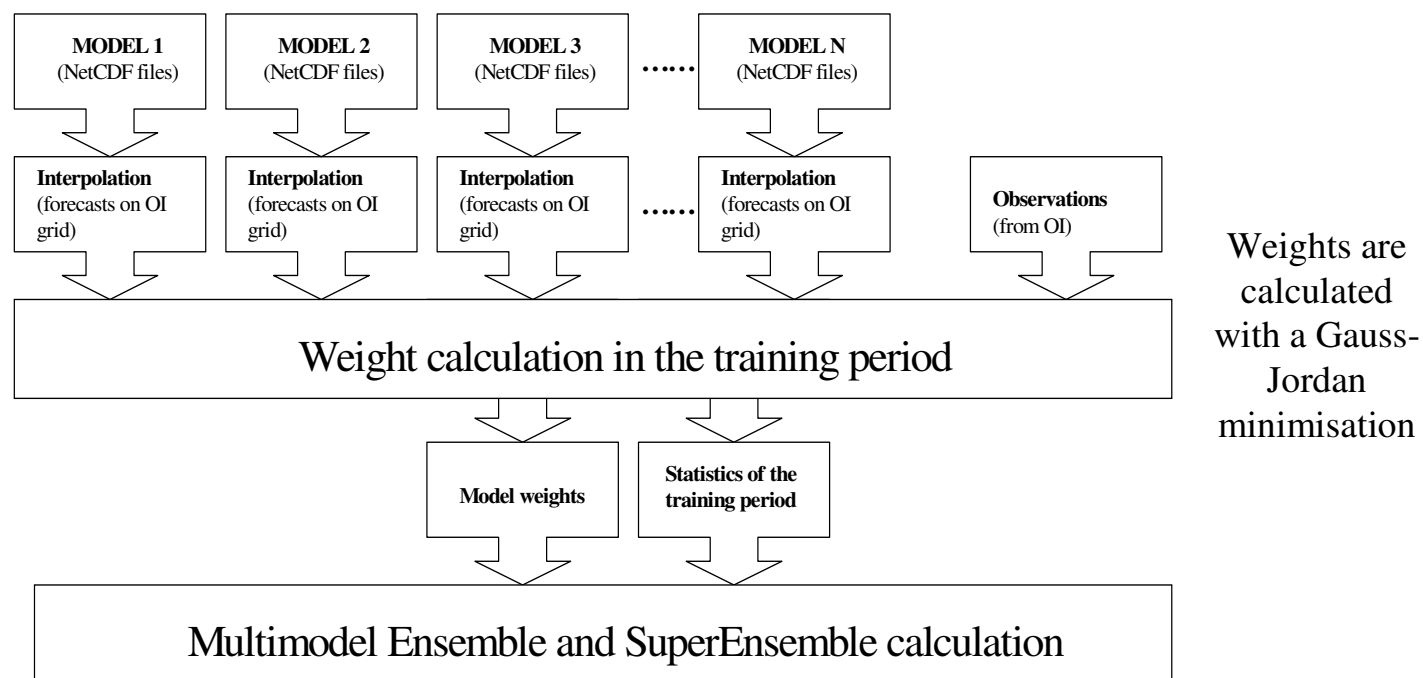 MODEL 1
(NetCDF files)
MODEL 2
(NetCDF files)
MODEL 3
(NetCDF files)
……
MODEL N
(NetCDF files)
Interpolation
(forecasts on OI
grid)
Interpolation
(forecasts on OI
grid)
Interpolation
(forecasts on OI
grid)
……
Interpolation
(forecasts on OI
grid)
Observations
(from OI)
Weights are
calculated
with a Gauss-
Jordan
minimisation
Weight calculation in the training period
Model weights
Statistics of the
training period
Multimodel Ensemble and SuperEnsemble calculation